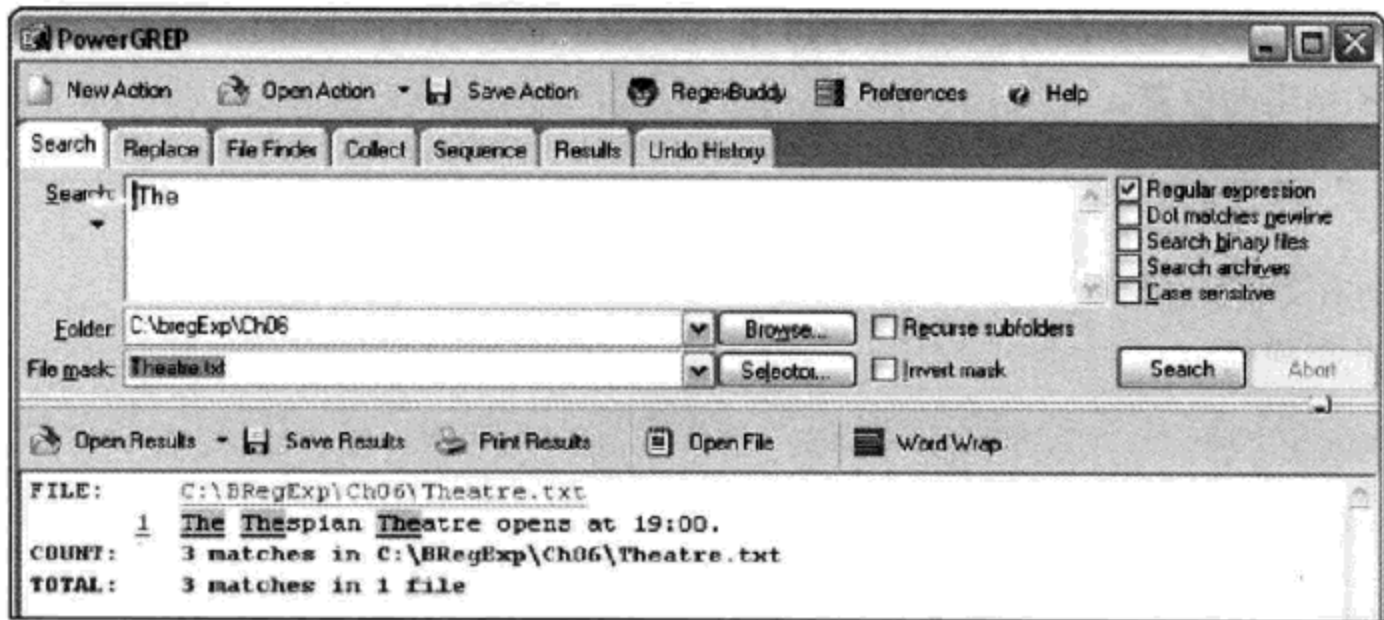 PowerGREP
New Action Open Action Save Action RegexBuddy Preferences Help
Search Replace File Finder Collect Sequence Results Undo History
Search: The
Regular expression
Dot matches newline
Search binary files
Search archives
Case sensitive
Folder: C:\bregExp\Ch06 Browse... Recurse subfolders
File mask: Theatre.txt Selector... Invert mask Search Abort
Open Results Save Results Print Results Open File Word Wrap
FILE: C:\BRegExp\Ch06\Theatre.txt
1 The Thespian Theatre opens at 19:00.
COUNT: 3 matches in C:\BRegExp\Ch06\Theatre.txt
TOTAL: 3 matches in 1 file